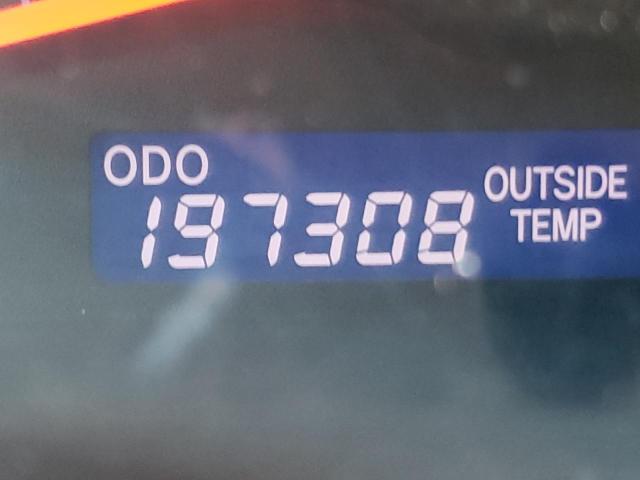 ODO
197308
OUTSIDE
TEMP